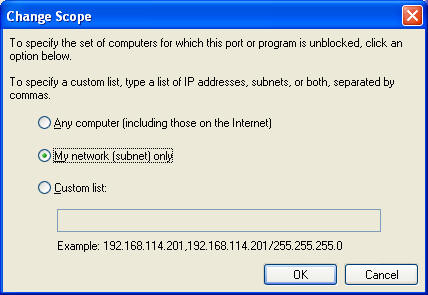 Change Scope
To specify the set of computers for which this port or program is unblocked, click an
option below.
To specify a custom list, type a list of IP addresses, subnets, or both, separated by
commas.
Any computer (including those on the Internet)
My network (subnet) only
Custom list:
Example: 192.168.114.201,192.168.114.201/255.255.255.0
OK
Cancel